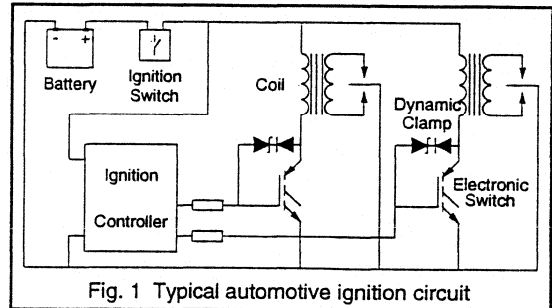 - +
Battery
Ignition
Switch
Coil
Dynamic
Clamp
Ignition
Controller
Electronic
Switch
Fig. 1 Typical automotive ignition circuit